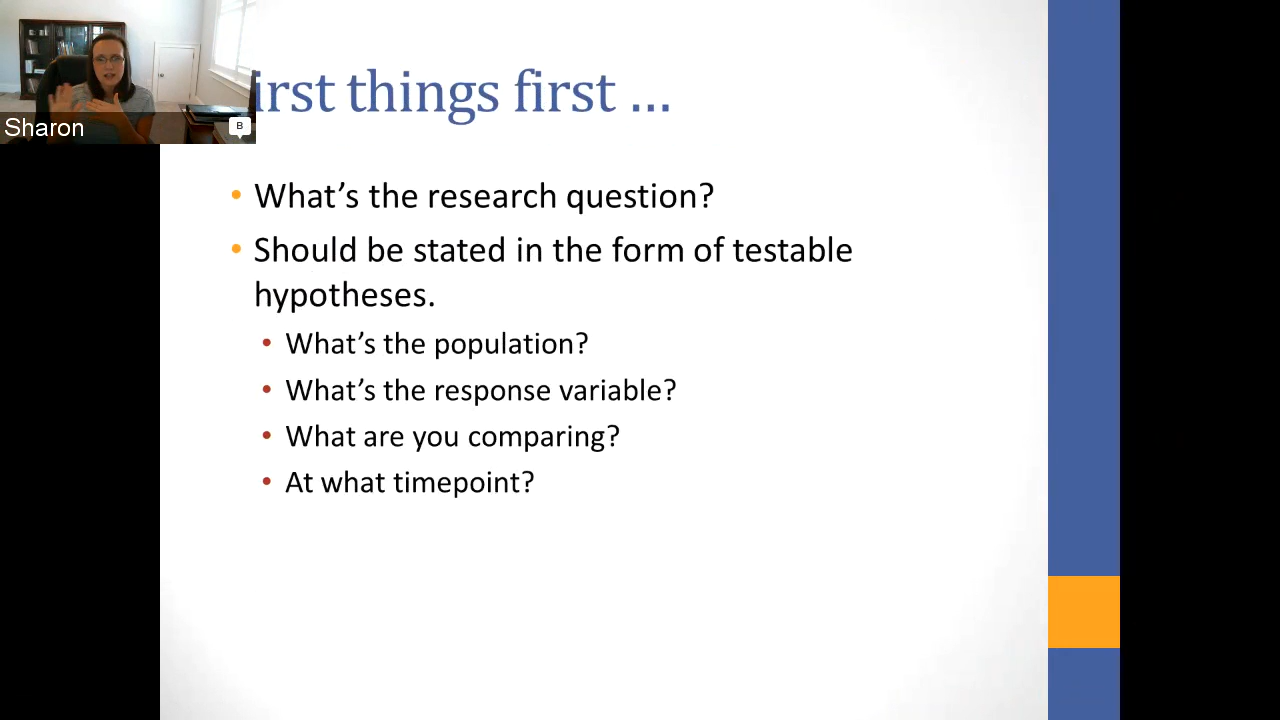 irst things first …
Sharon
B
• What's the research question?
• Should be stated in the form of testable
hypotheses.
• What's the population?
• What's the response variable?
• What are you comparing?
• At what timepoint?